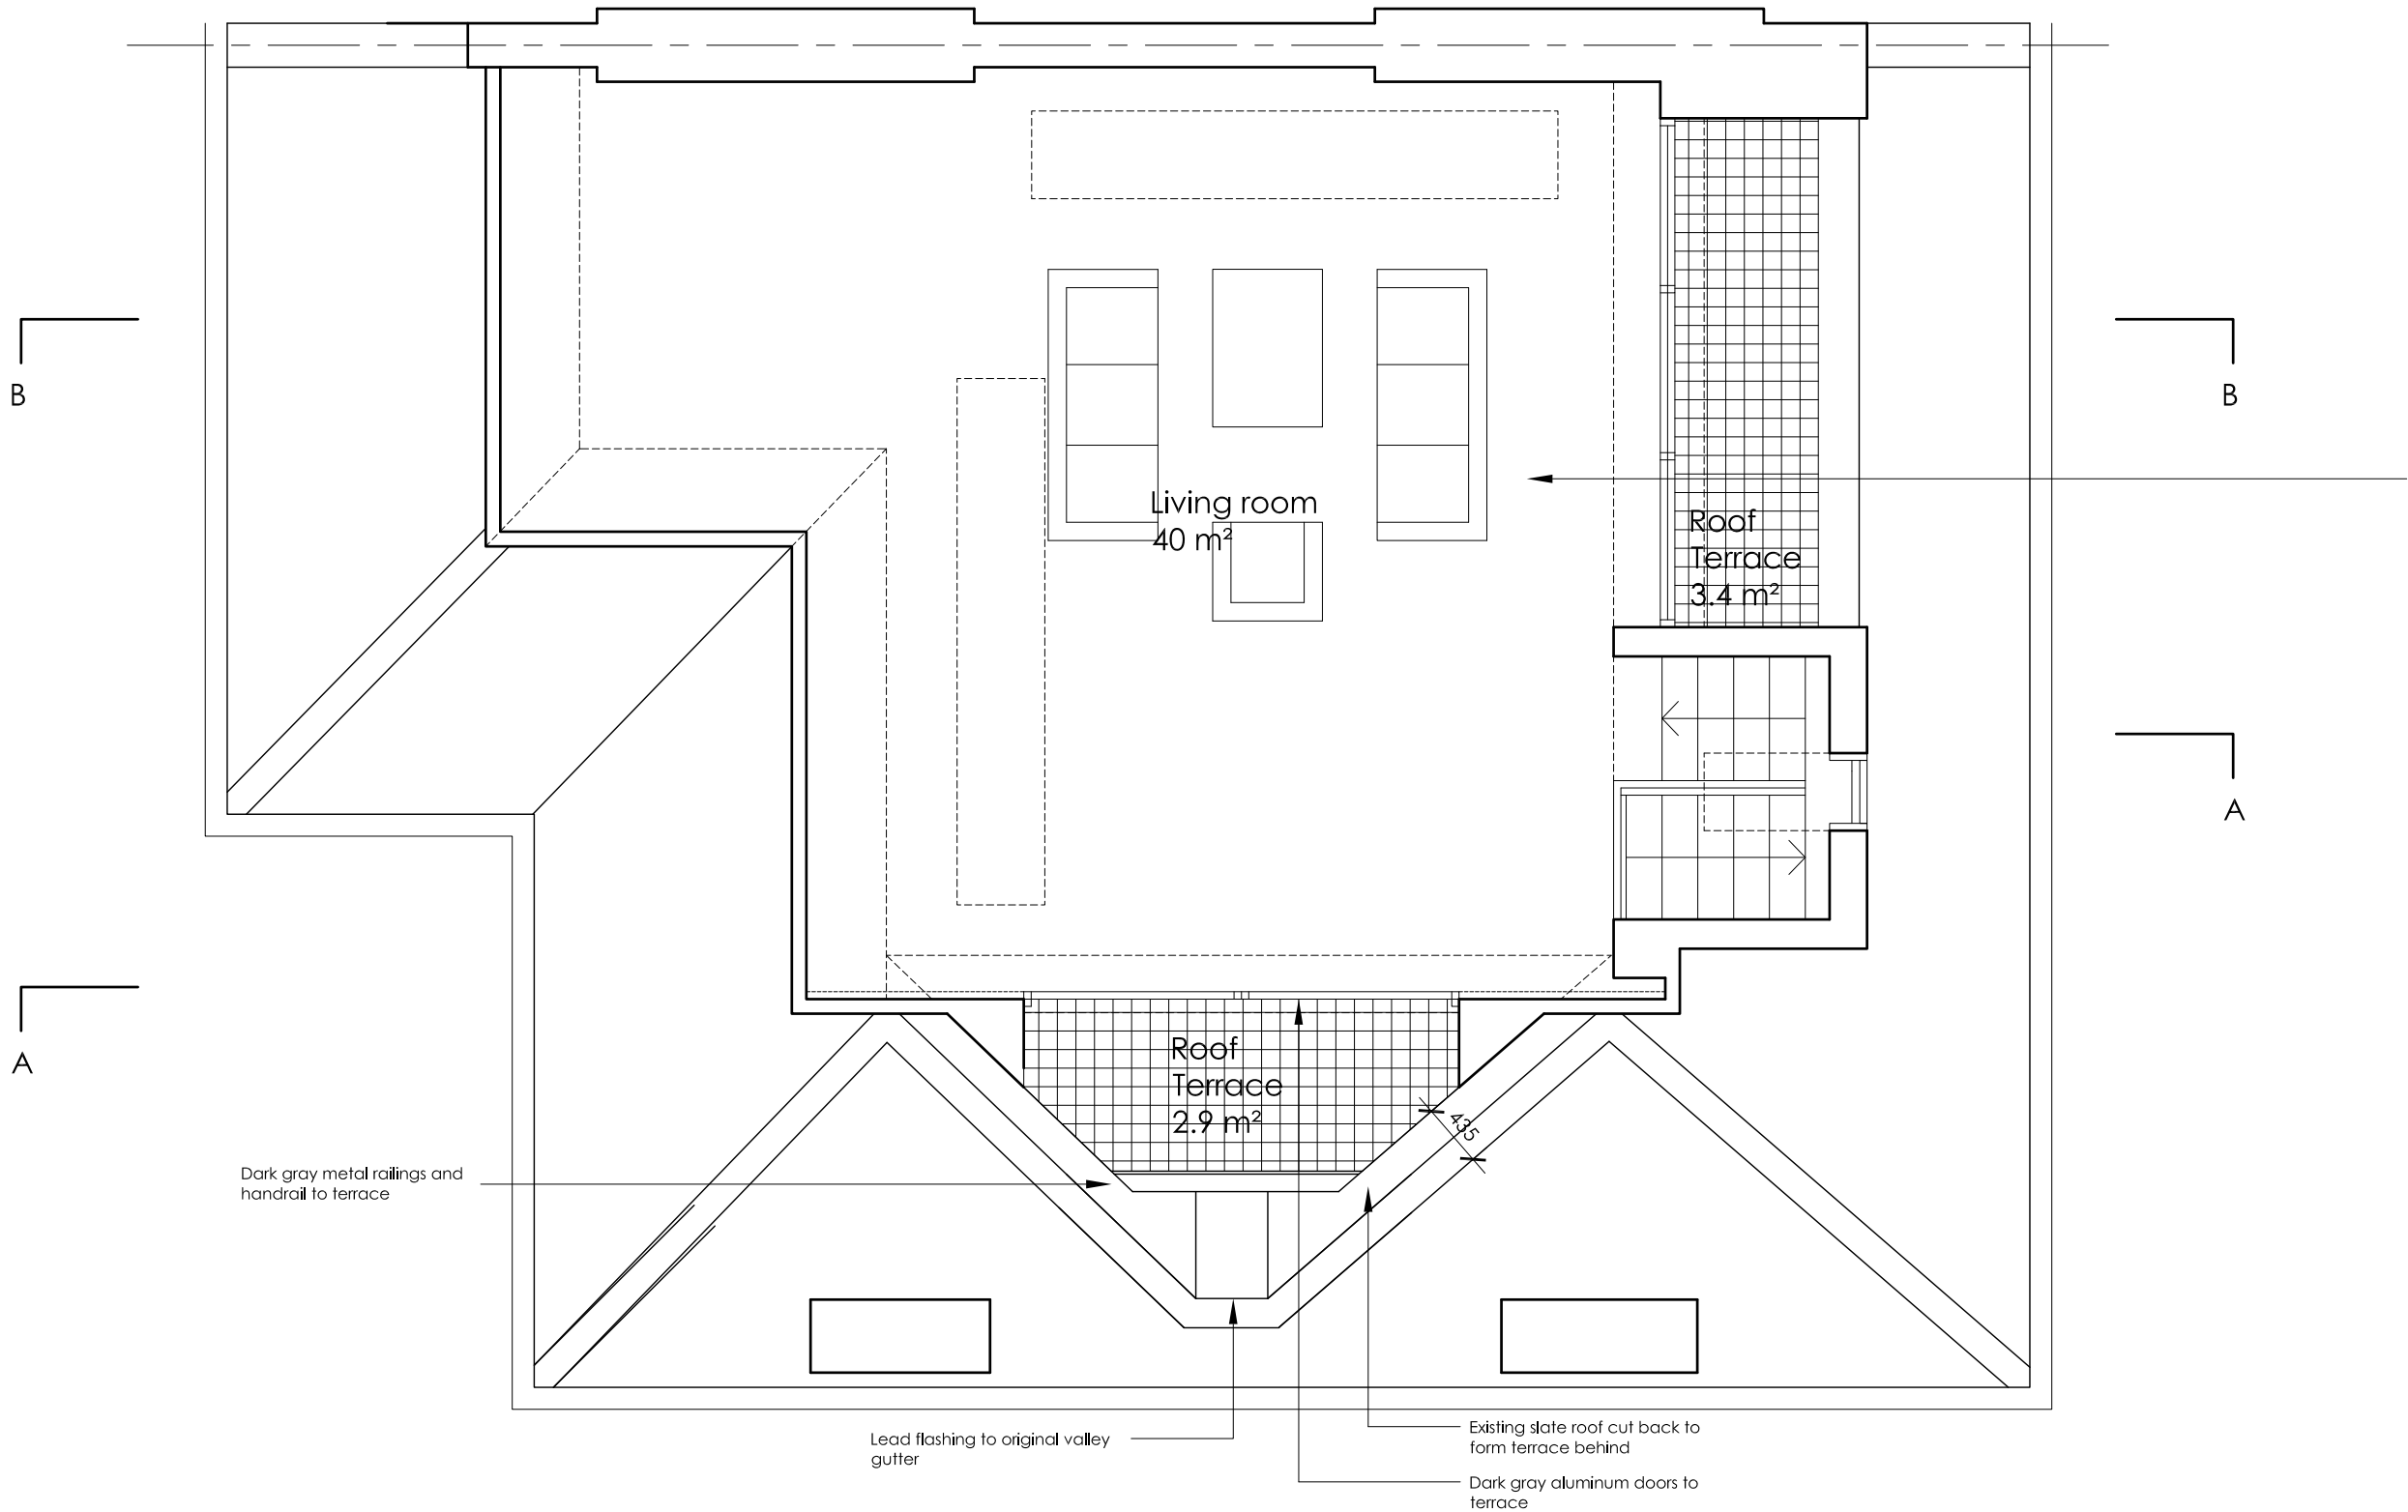 B
B
Living room
40 m²
Roof
Terrace
3.4 m²
A
A
Roof
Terrace
2.9 m²
435
Dark gray metal railings and
handrail to terrace
Lead flashing to original valley
gutter
Existing slate roof cut back to
form terrace behind
Dark gray aluminum doors to
terrace